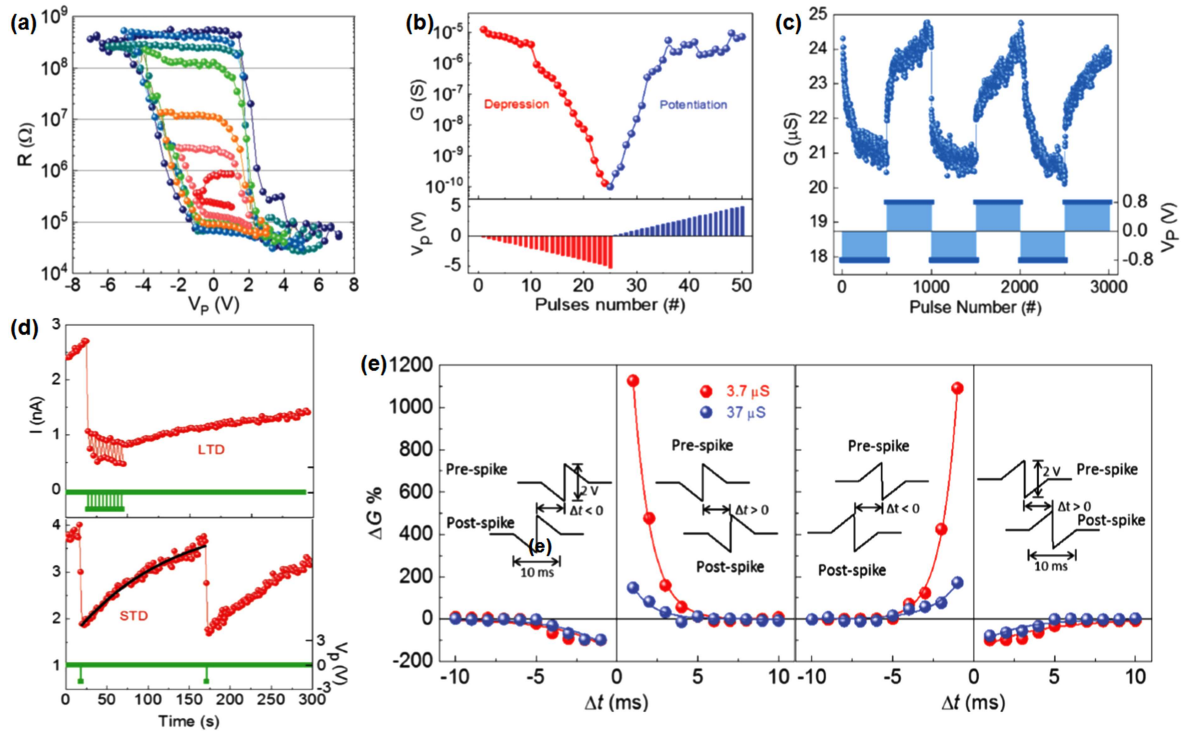 (a)
10⁹
10⁸
10⁷
10⁶
10⁵
10⁴
R (Ω)
-8 -6 -4 -2 0 2 4 6 8
V_P (V)
(b)
10⁻⁵
10⁻⁶
10⁻⁷
10⁻⁸
10⁻⁹
10⁻¹⁰
G (S)
Depression
Potentiation
5
0
-5
V_p (V)
0 10 20 30 40 50
Pulses number (#)
(c)
25
24
23
22
21
20
19
18
G (µS)
0.8
0.0
-0.8
V_P (V)
0 1000 2000 3000
Pulse Number (#)
(d)
3
2
1
0
I (nA)
LTD
4
3
2
1
STD
3
0
-3
V_p (V)
0 50 100 150 200 250 300
Time (s)
(e)
1200
1000
800
600
400
200
0
-200
ΔG %
3.7 µS
37 µS
Pre-spike
2 V
Δt < 0
Post-spike
(e)
10 ms
Pre-spike
Δt > 0
Post-spike
Pre-spike
Δt < 0
Post-spike
2 V
Pre-spike
Δt > 0
Post-spike
10 ms
-10 -5 0 5 10
Δt (ms)
-10 -5 0 5 10
Δt (ms)